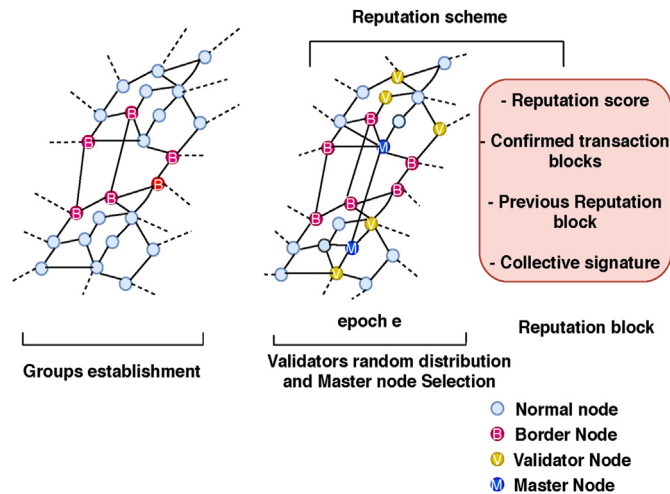 Reputation scheme
V
V
B
V
B
M
B
B
B
B
B
V
M
V
B
B
B
B
B
B
- Reputation score
- Confirmed transaction
blocks
- Previous Reputation
block
- Collective signature
epoch e
Reputation block
Groups establishment
Validators random distribution
and Master node Selection
Normal node
B Border Node
V Validator Node
M Master Node